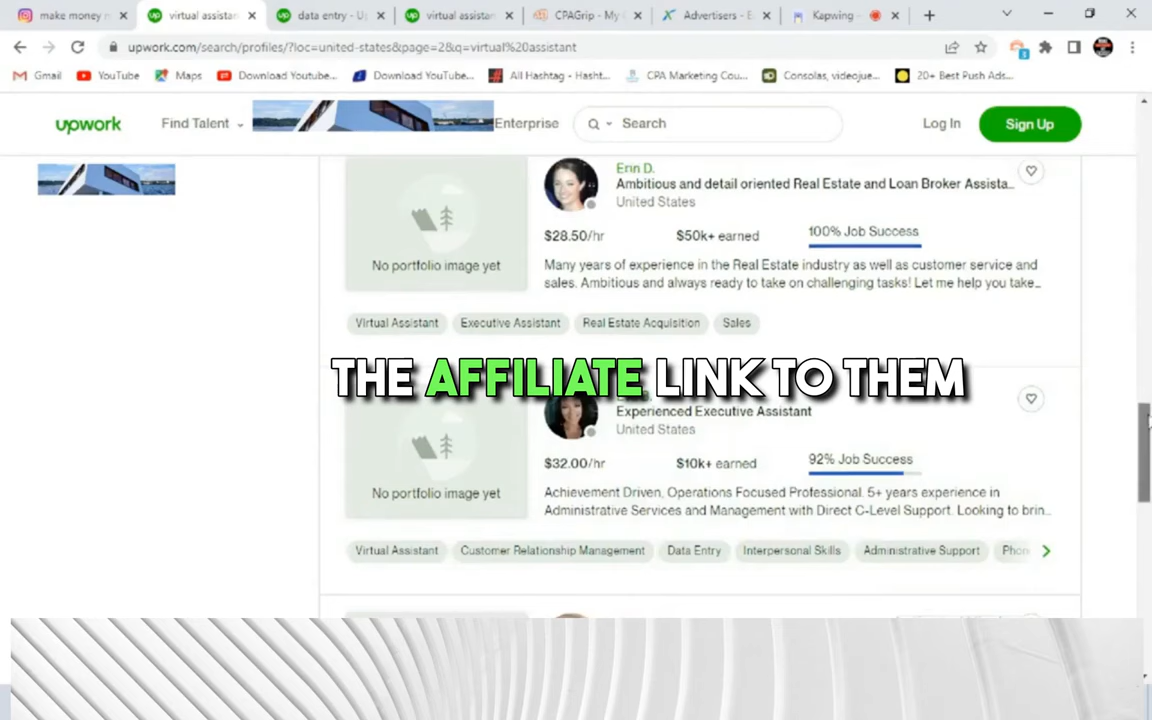 make money
virtual assistan
data entry - U
virtual assistan
CPAGrip - My
Advertisers - E
Kapwing -
upwork.com/search/profiles/?loc=united-states&page=2&q=virtual%20assistant
Gmail
YouTube
Maps
Download Youtube...
Download YouTube...
All Hashtag - Hasht...
CPA Marketing Cou...
Consolas, videojue...
20+ Best Push Ads...
upwork
Find Talent
Enterprise
Search
Log In
Sign Up
Erin D.
Ambitious and detail oriented Real Estate and Loan Broker Assista...
United States
$28.50/hr
$50k+ earned
100% Job Success
No portfolio image yet
Many years of experience in the Real Estate industry as well as customer service and
sales. Ambitious and always ready to take on challenging tasks! Let me help you take...
Virtual Assistant
Executive Assistant
Real Estate Acquisition
Sales
THE AFFILIATE LINK TO THEM
Experienced Executive Assistant
United States
$32.00/hr
$10k+ earned
92% Job Success
No portfolio image yet
Achievement Driven, Operations Focused Professional. 5+ years experience in
Administrative Services and Management with Direct C-Level Support. Looking to brin...
Virtual Assistant
Customer Relationship Management
Data Entry
Interpersonal Skills
Administrative Support
Phon